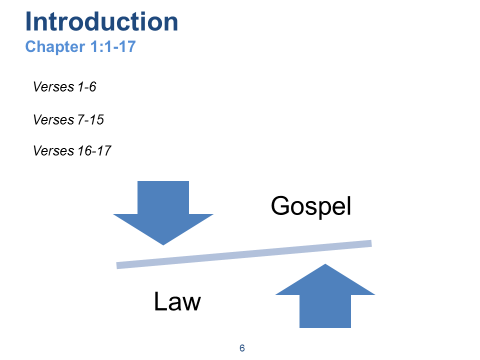 Introduction
Chapter 1:1-17
Verses 1-6
Verses 7-15
Verses 16-17
Gospel
Law
6